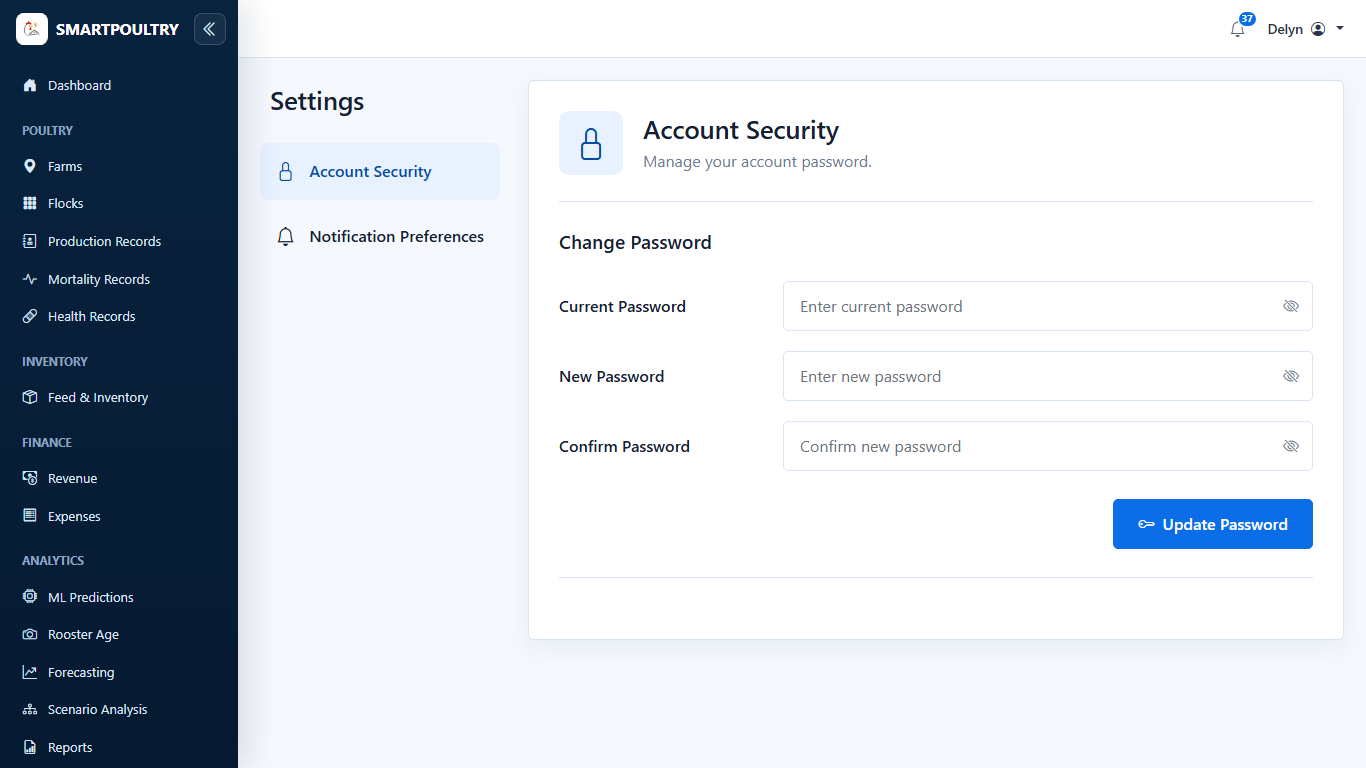 SMARTPOULTRY
Dashboard
POULTRY
Farms
Flocks
Production Records
Mortality Records
Health Records
INVENTORY
Feed & Inventory
FINANCE
Revenue
Expenses
ANALYTICS
ML Predictions
Rooster Age
Forecasting
Scenario Analysis
Reports
37
Delyn
Settings
Account Security
Notification Preferences
Account Security
Manage your account password.
Change Password
Current Password
Enter current password
New Password
Enter new password
Confirm Password
Confirm new password
Update Password